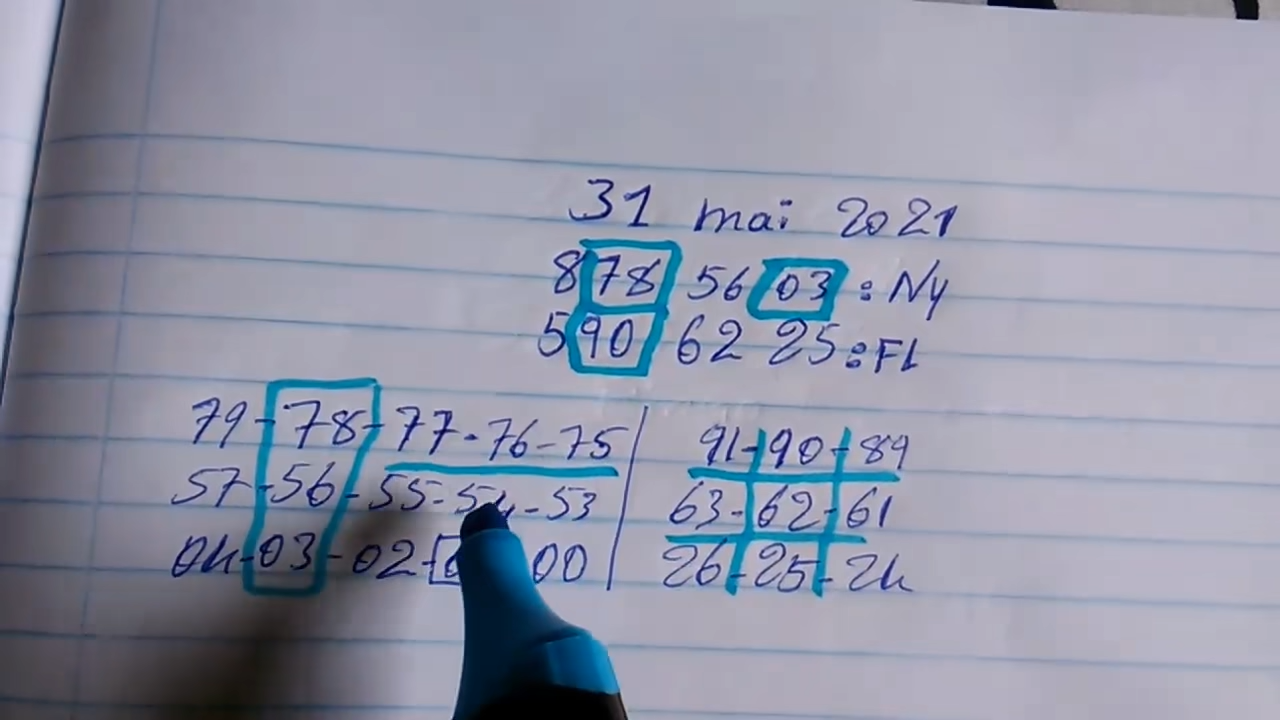 31 mai 2021
878 56 03 : NY
590 62 25 : FL
79-78-77-76-75 | 91-90-89
57-56-55-54-53 | 63-62-61
04-03-02- 00 | 26-25-24